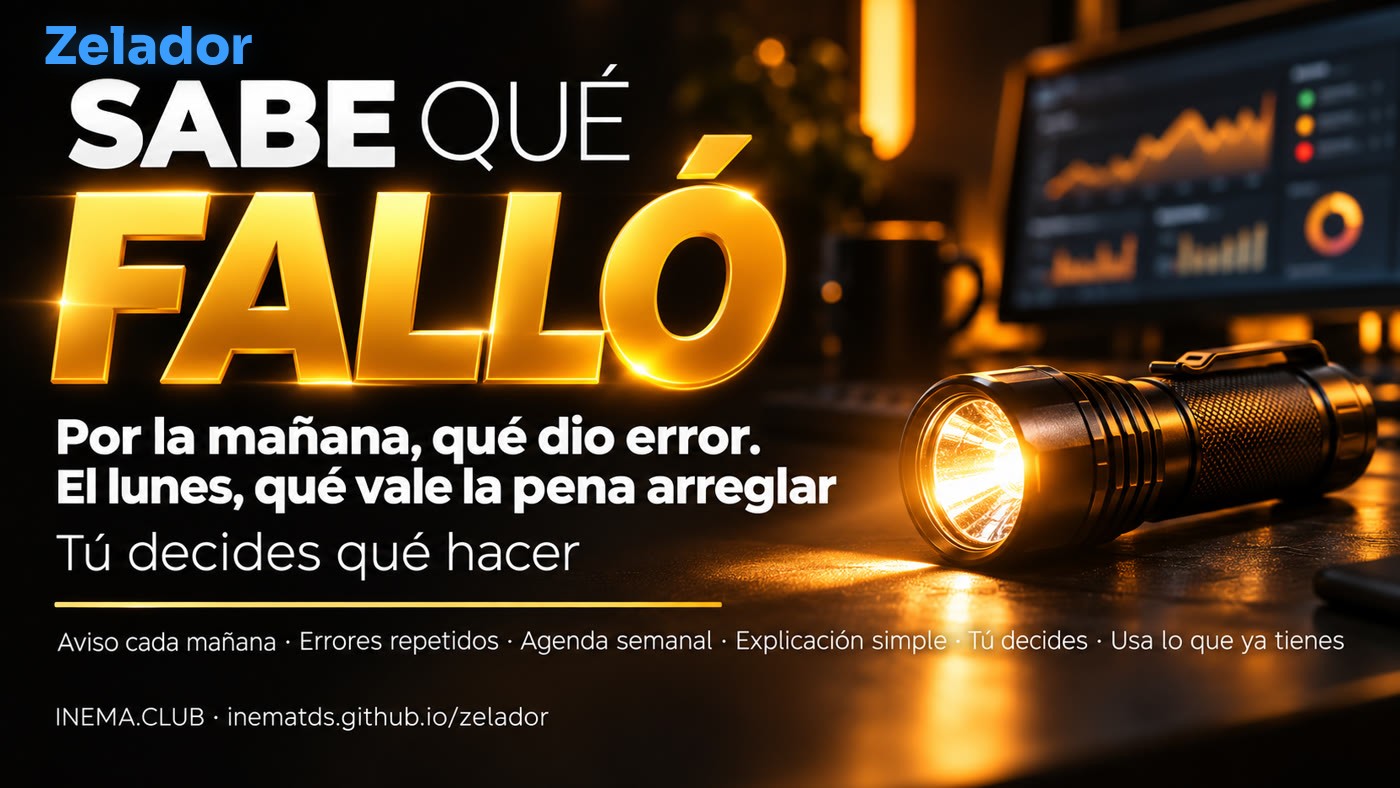 Zelador
SABE QUÉ
FALLÓ
Por la mañana, qué dio error.
El lunes, qué vale la pena arreglar
Tú decides qué hacer
Aviso cada mañana · Errores repetidos · Agenda semanal · Explicación simple · Tú decides · Usa lo que ya tienes
INEMA.CLUB · inematds.github.io/zelador